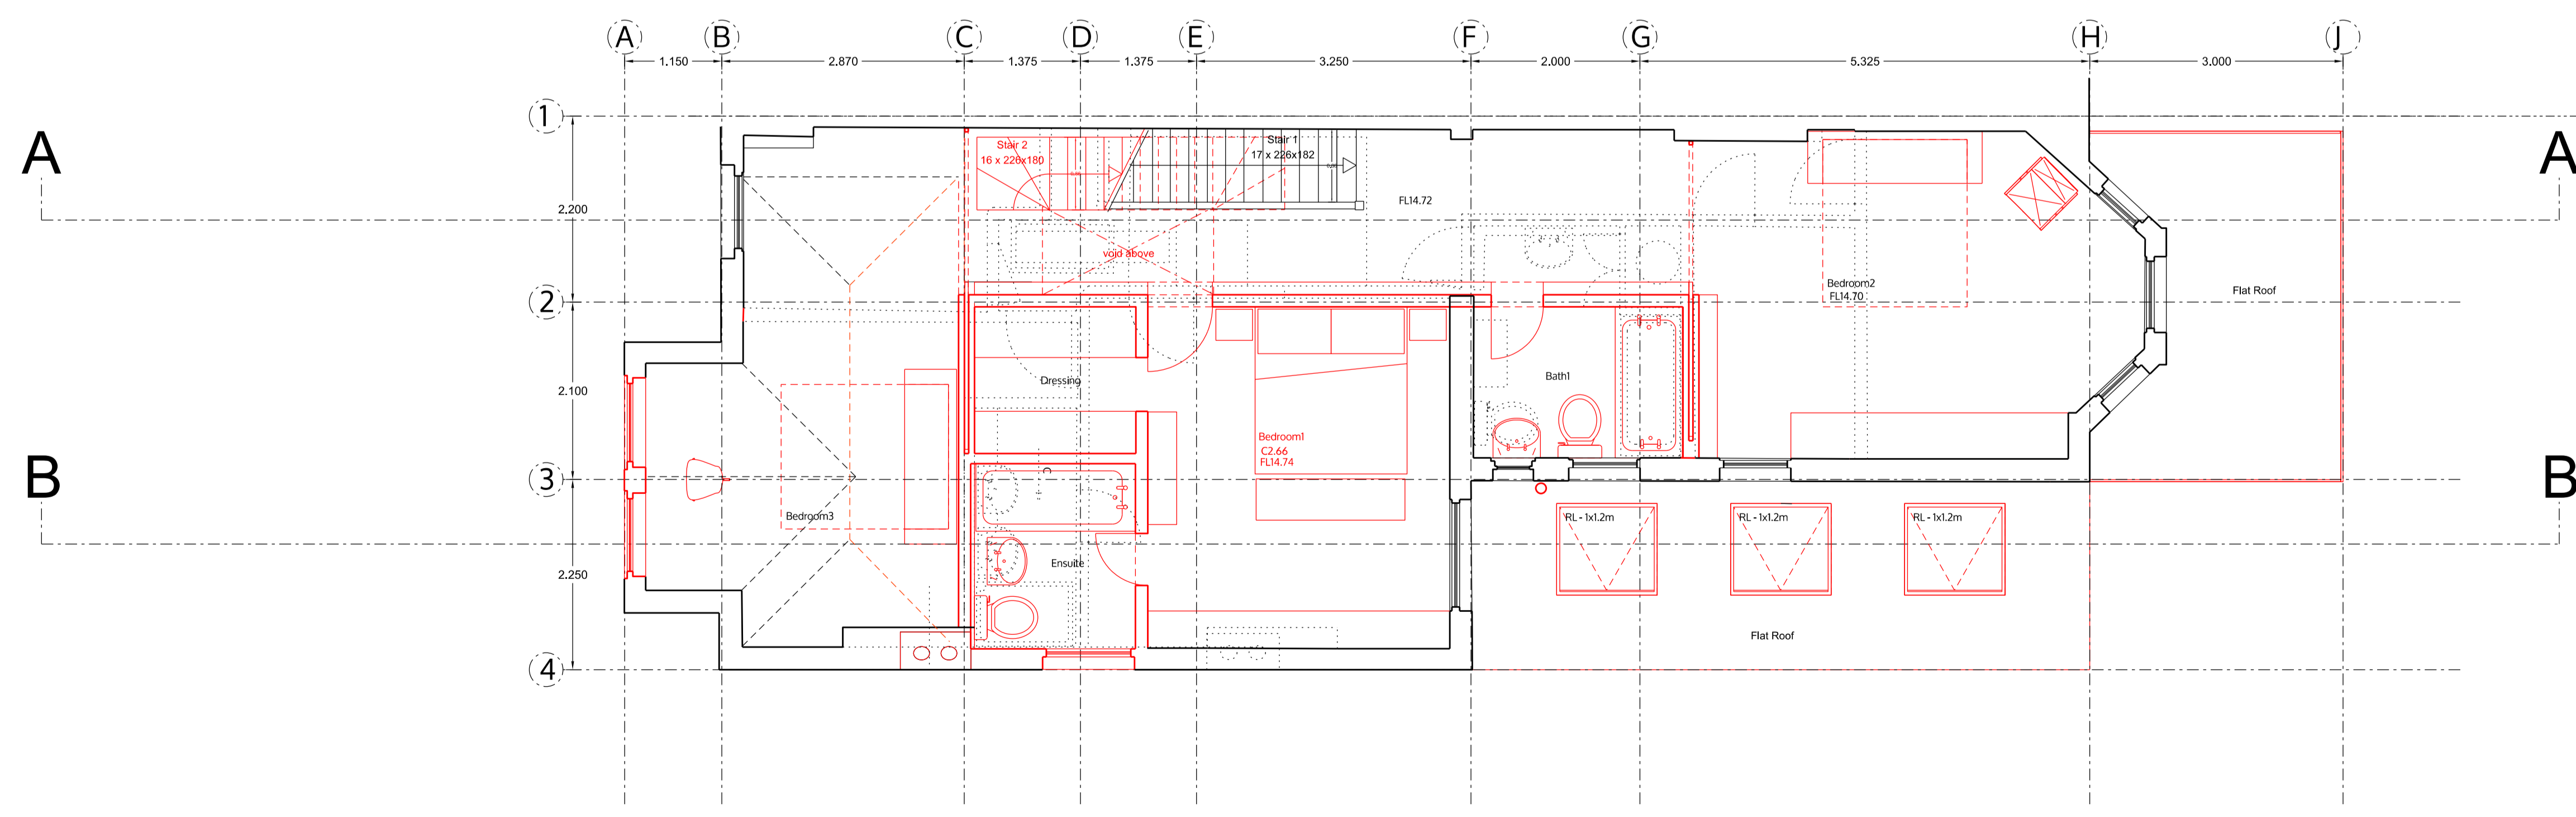 A B C D E F G H J
1.150 2.870 1.375 1.375 3.250 2.000 5.325 3.000
1
A
A
Stair 2
16 x 226x180
Stair 1
17 x 226x182
FL14.72
2.200
void above
Bedroom2
FL14.70
Flat Roof
2
2.100
Dressing
Bath1
Bedroom1
C2.66
FL14.74
B
B
3
C
Bedroom3
RL - 1x1.2m
RL - 1x1.2m
RL - 1x1.2m
Ensuite
2.250
Flat Roof
4